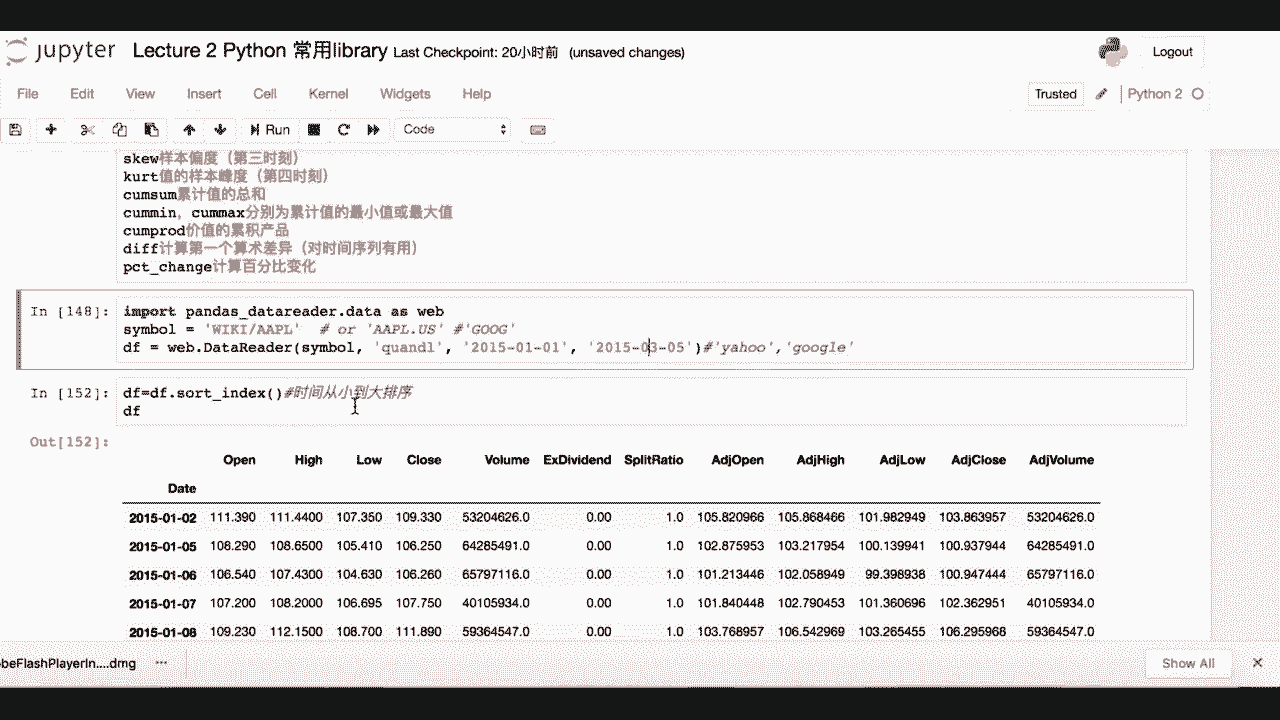 jupyter Lecture 2 Python 常用library Last Checkpoint: 20小时前 (unsaved changes) Logout
File Edit View Insert Cell Kernel Widgets Help Trusted Python 2
Run Code
skew样本偏度（第三时刻）
kurt值的样本峰度（第四时刻）
cumsum累计值的总和
cummin，cummax分别为累计值的最小值或最大值
cumprod价值的累积产品
diff计算第一个算术差异（对时间序列有用）
pct_change计算百分比变化
In [148]: import pandas_datareader.data as web
symbol = 'WIKI/AAPL' # or 'AAPL.US' #'GOOG'
df = web.DataReader(symbol, 'quandl', '2015-01-01', '2015-03-05')#'yahoo','google'
In [152]: df=df.sort_index()#时间从小到大排序
df
Out[152]:
Open High Low Close Volume ExDividend SplitRatio AdjOpen AdjHigh AdjLow AdjClose AdjVolume
Date
2015-01-02 111.390 111.4400 107.350 109.330 53204626.0 0.00 1.0 105.820966 105.868466 101.982949 103.863957 53204626.0
2015-01-05 108.290 108.6500 105.410 106.250 64285491.0 0.00 1.0 102.875953 103.217954 100.139941 100.937944 64285491.0
2015-01-06 106.540 107.4300 104.630 106.260 65797116.0 0.00 1.0 101.213446 102.058949 99.398938 100.947444 65797116.0
2015-01-07 107.200 108.2000 106.695 107.750 40105934.0 0.00 1.0 101.840448 102.790453 101.360696 102.362951 40105934.0
2015-01-08 109.230 112.1500 108.700 111.890 59364547.0 0.00 1.0 103.768957 106.542969 103.265455 106.295968 59364547.0
beFlashPlayerIn....dmg Show All